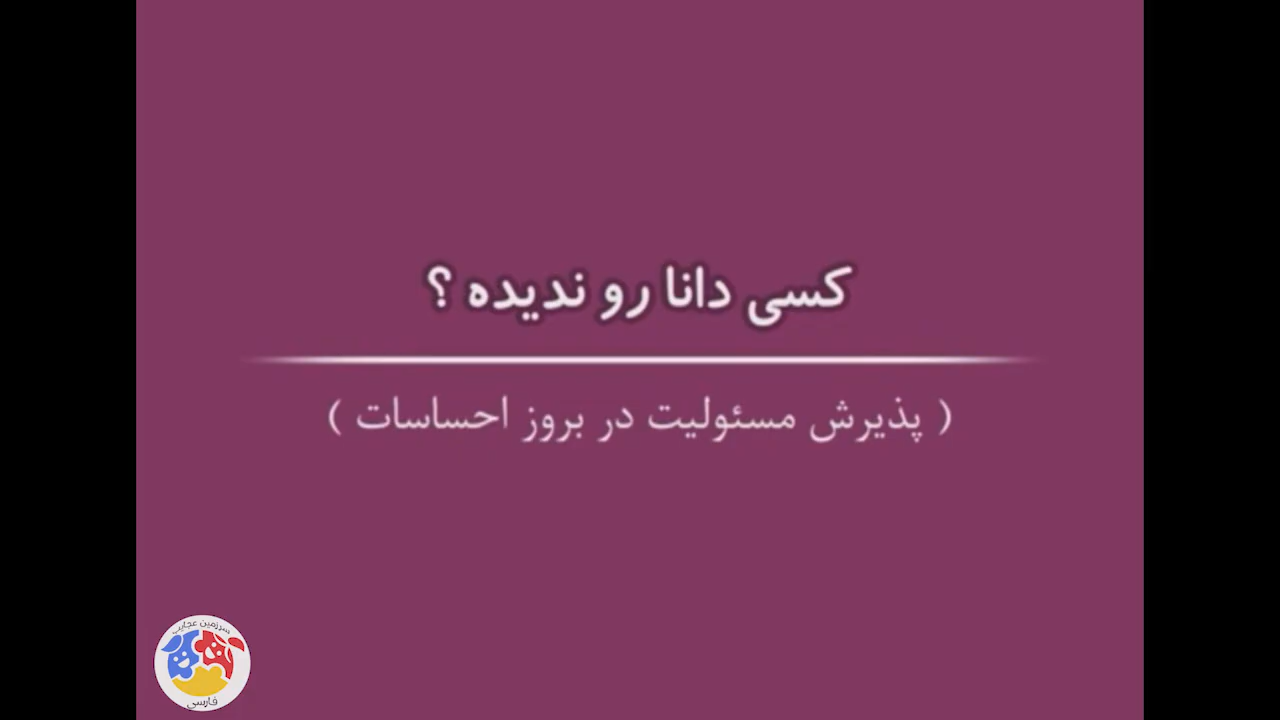 کسی دانا رو ندیده ؟
( پذیرش مسئولیت در بروز احساسات )
سرزمین عجایب
فارسی